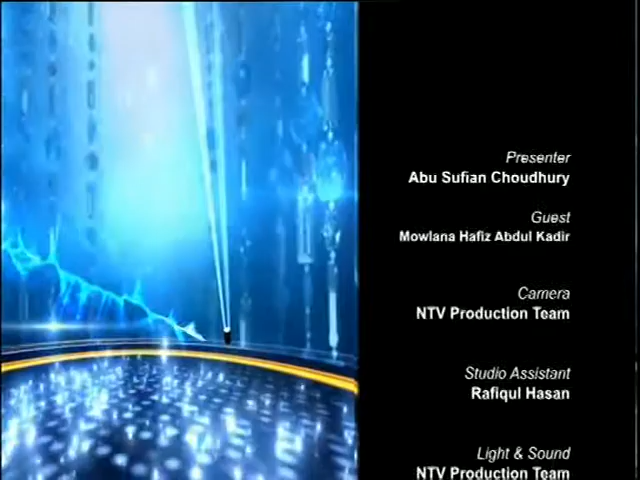 Presenter
Abu Sufian Choudhury
Guest
Mowlana Hafiz Abdul Kadir
Camera
NTV Production Team
Studio Assistant
Rafiqul Hasan
Light & Sound
NTV Production Team